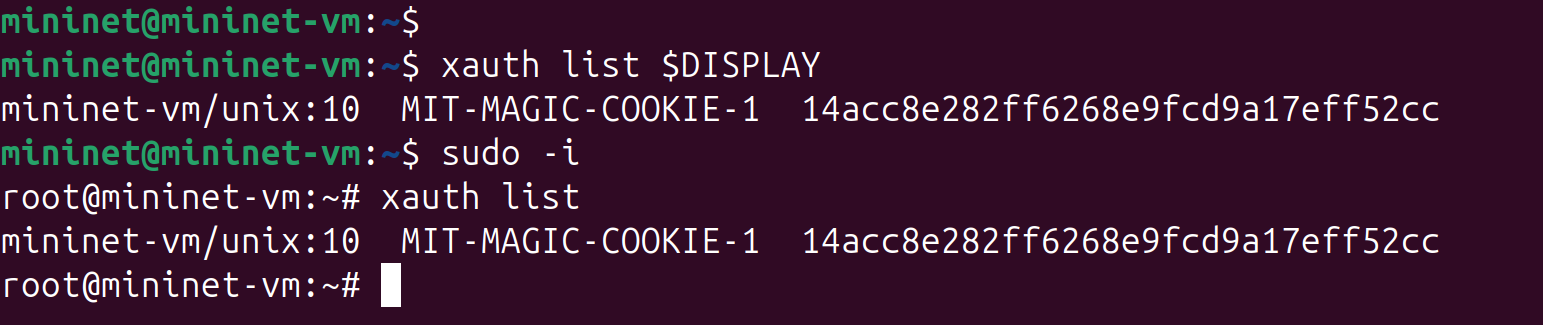 mininet@mininet-vm:~$
mininet@mininet-vm:~$ xauth list $DISPLAY
mininet-vm/unix:10  MIT-MAGIC-COOKIE-1  14acc8e282ff6268e9fcd9a17eff52cc
mininet@mininet-vm:~$ sudo -i
root@mininet-vm:~# xauth list
mininet-vm/unix:10  MIT-MAGIC-COOKIE-1  14acc8e282ff6268e9fcd9a17eff52cc
root@mininet-vm:~#